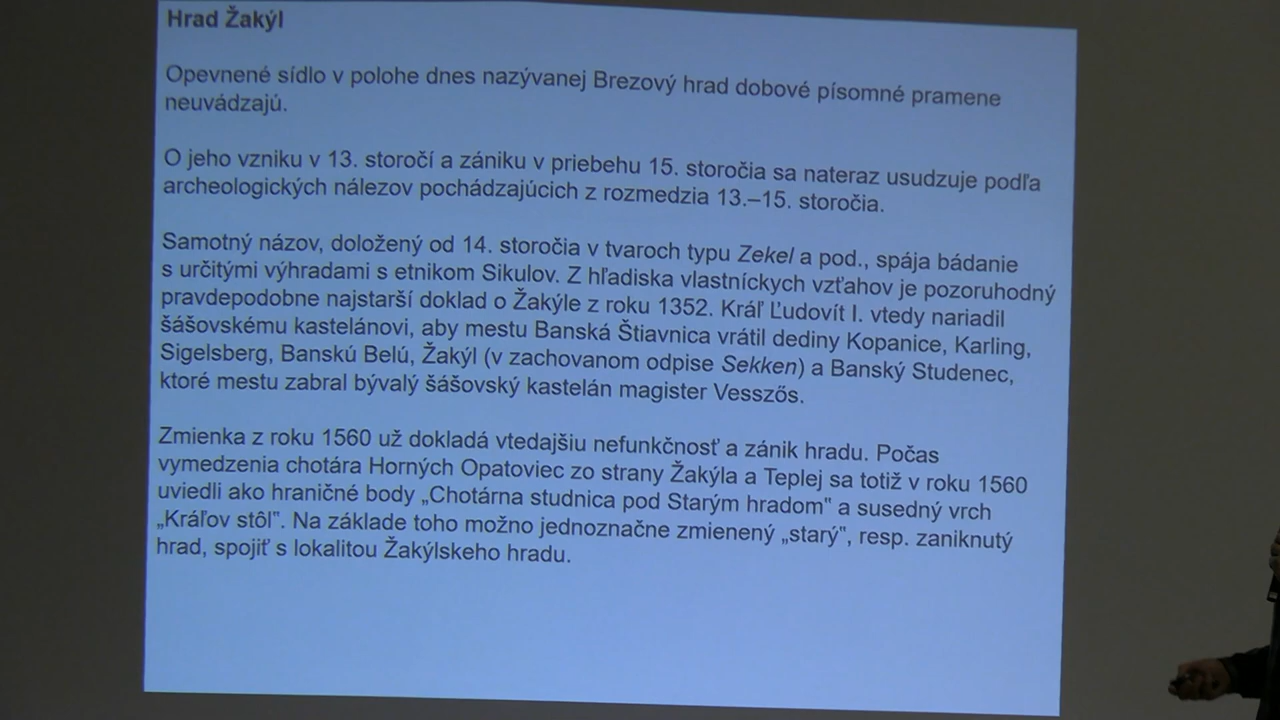 Hrad Žakýl
Opevnené sídlo v polohe dnes nazývanej Brezový hrad dobové písomné pramene
neuvádzajú.
O jeho vzniku v 13. storočí a zániku v priebehu 15. storočia sa nateraz usudzuje podľa
archeologických nálezov pochádzajúcich z rozmedzia 13.–15. storočia.
Samotný názov, doložený od 14. storočia v tvaroch typu Zekel a pod., spája bádanie
s určitými výhradami s etnikom Sikulov. Z hľadiska vlastníckych vzťahov je pozoruhodný
pravdepodobne najstarší doklad o Žakýle z roku 1352. Kráľ Ľudovít I. vtedy nariadil
šášovskému kastelánovi, aby mestu Banská Štiavnica vrátil dediny Kopanice, Karling,
Sigelsberg, Banskú Belú, Žakýl (v zachovanom odpise Sekken) a Banský Studenec,
ktoré mestu zabral bývalý šášovský kastelán magister Vesszős.
Zmienka z roku 1560 už dokladá vtedajšiu nefunkčnosť a zánik hradu. Počas
vymedzenia chotára Horných Opatoviec zo strany Žakýla a Teplej sa totiž v roku 1560
uviedli ako hraničné body „Chotárna studnica pod Starým hradom" a susedný vrch
„Kráľov stôl". Na základe toho možno jednoznačne zmienený „starý", resp. zaniknutý
hrad, spojiť s lokalitou Žakýlskeho hradu.